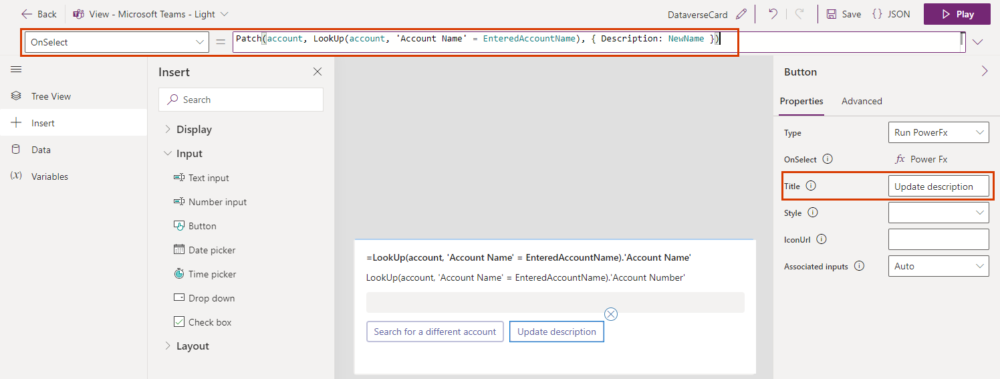 Back
View - Microsoft Teams - Light
DataverseCard
Save
{ } JSON
Play
OnSelect
=
Patch(account, LookUp(account, 'Account Name' = EnteredAccountName), { Description: NewName })
Tree View
Insert
Data
(x) Variables
Insert
Search
Display
Input
Text input
Number input
Button
Date picker
Time picker
Drop down
Check box
Layout
=LookUp(account, 'Account Name' = EnteredAccountName).'Account Name'
LookUp(account, 'Account Name' = EnteredAccountName).'Account Number'
Search for a different account
Update description
Button
Properties Advanced
Type Run PowerFx
OnSelect fx Power Fx
Title Update description
Style
IconUrl
Associated inputs Auto